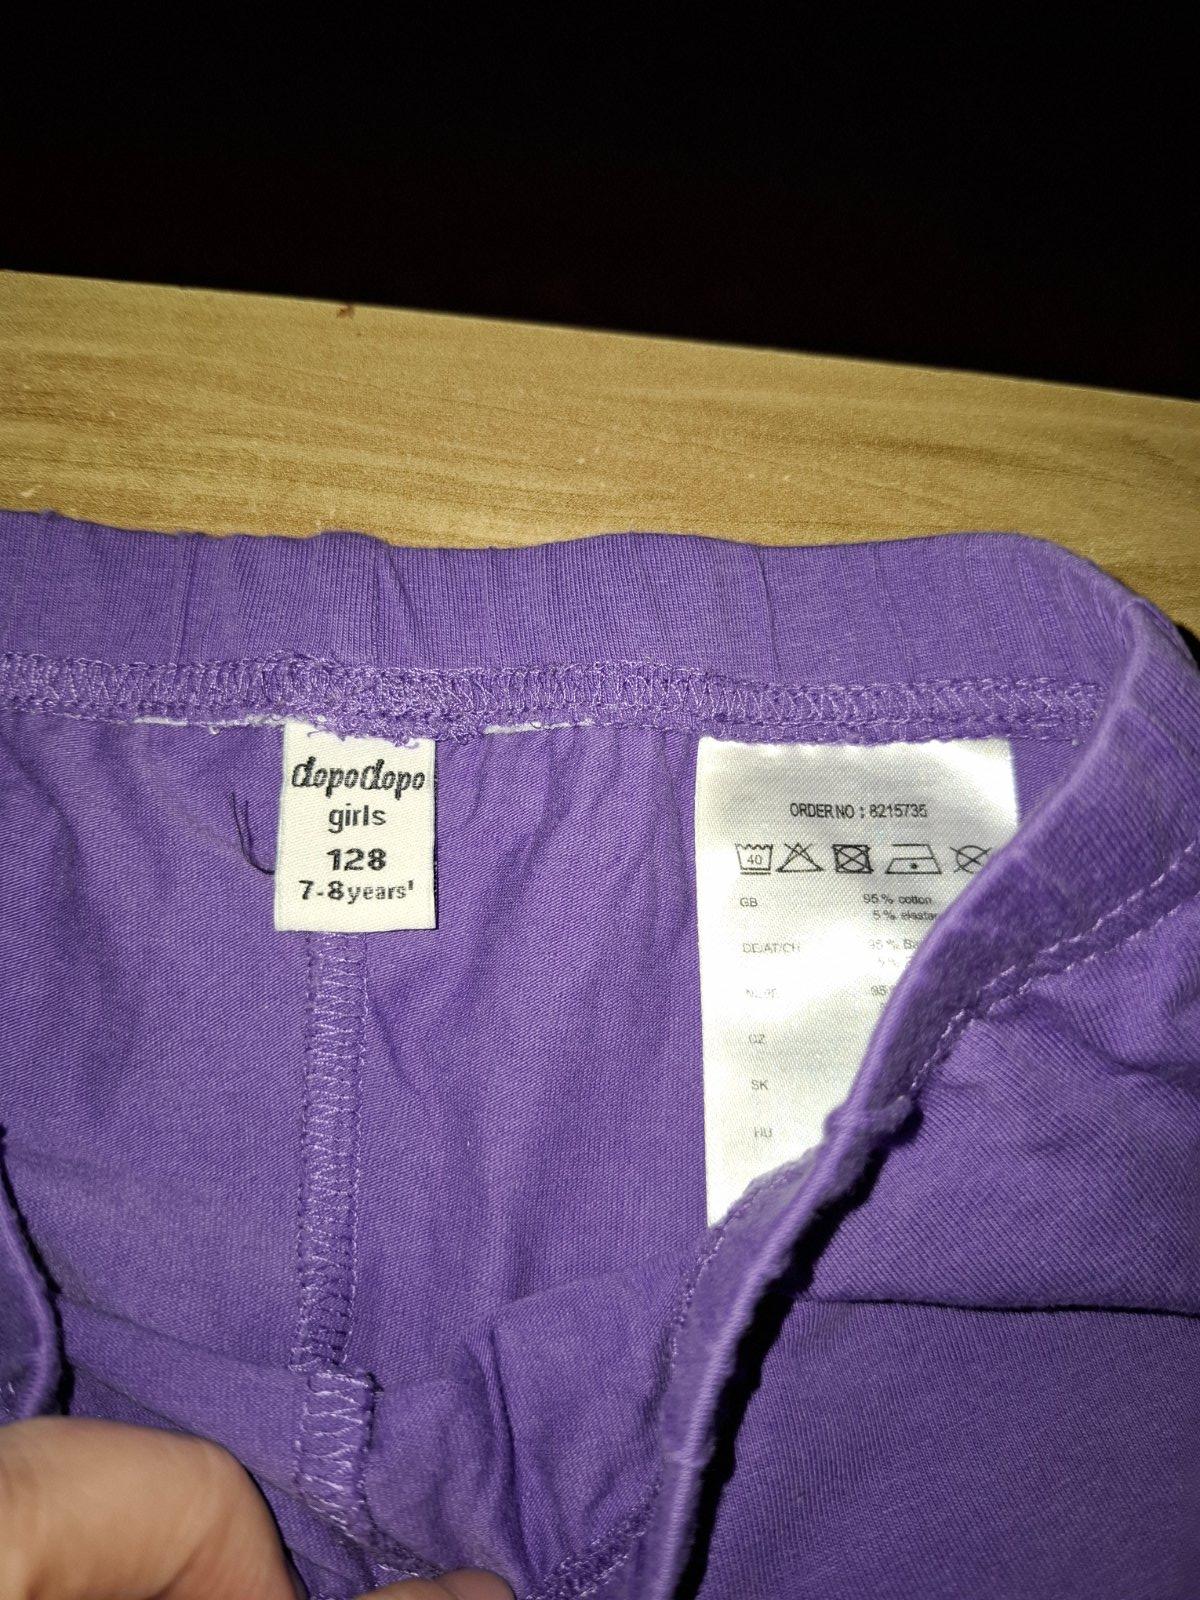 dopodopo
girls
128
7-8years'
ORDER NO : 8215735
40
GB 95 % cotton
5 %
DE/AT/CH 95 %
CZ
SK
HU